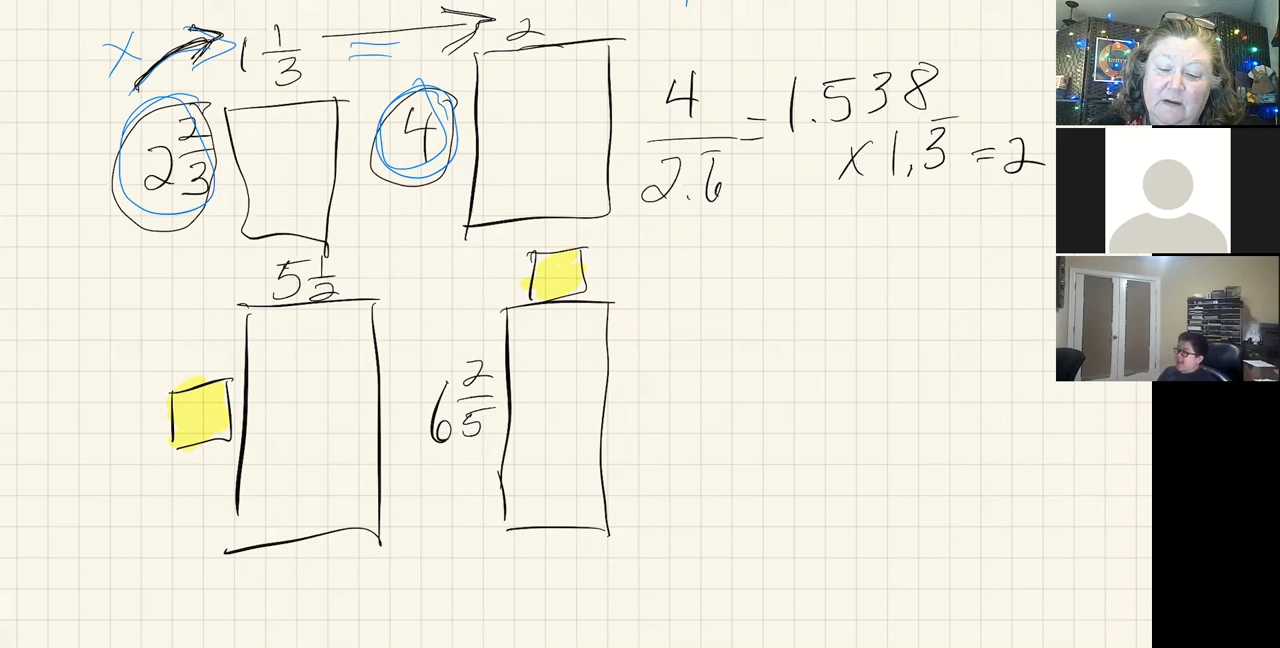 x 1 1/3 = 2
2 2/3 4 4/2.6 = 1.538
x 1.3 = 2
5 1/2
6 2/5